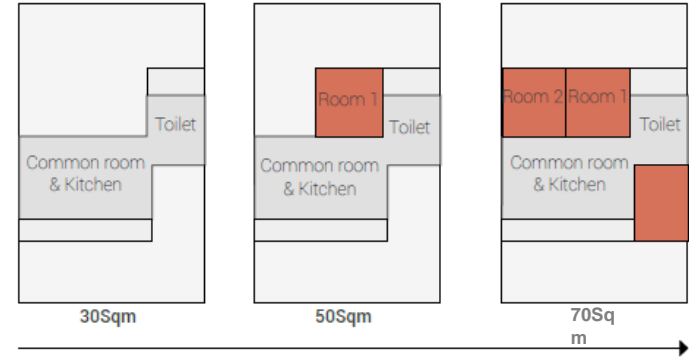 Toilet
Common room
& Kitchen
30Sqm
Room 1
Toilet
Common room
& Kitchen
50Sqm
Room 2
Room 1
Toilet
Common room
& Kitchen
70Sq
m